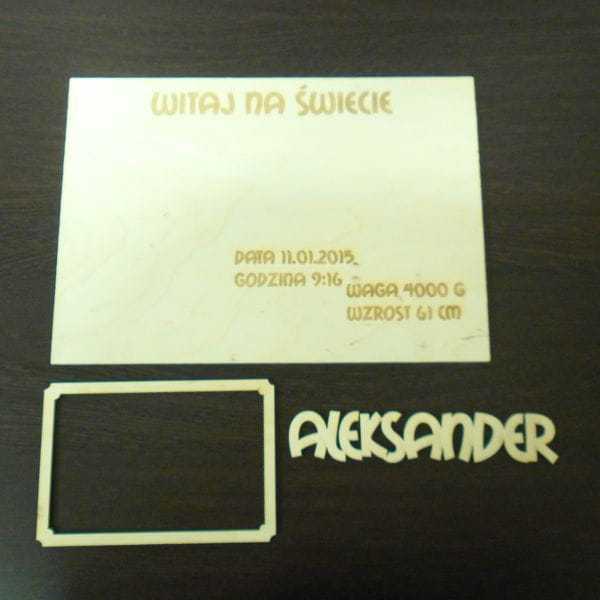 WITAJ NA ŚWIECIE
DATA 11.01.2015
GODZINA 9:16
WAGA 4000 G
WZROST 61 CM
ALEKSANDER